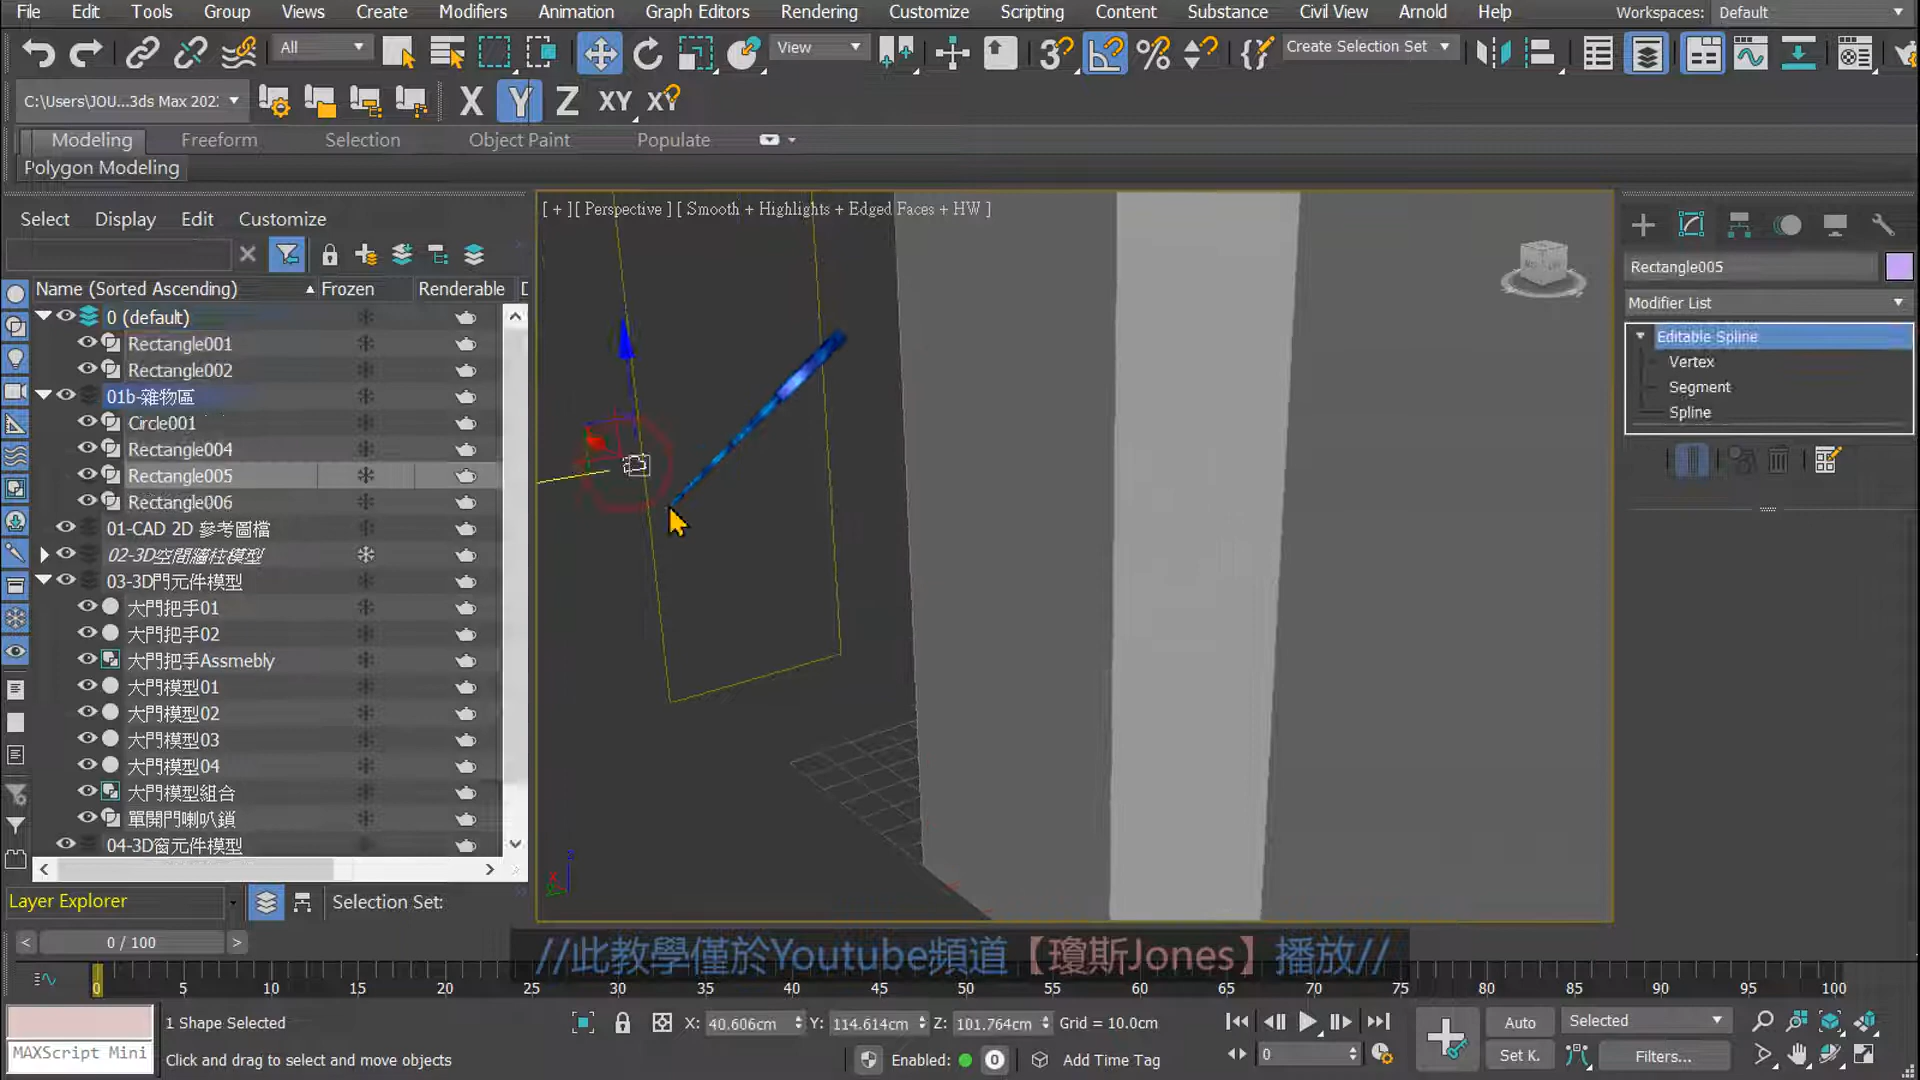 File Edit Tools Group Views Create Modifiers Animation Graph Editors Rendering Customize Scripting Content Substance Civil View Arnold Help Workspaces: Default
All View Create Selection Set
C:\Users\JOU...3ds Max 202 X Y Z XY XY
Modeling Freeform Selection Object Paint Populate
Polygon Modeling
Select Display Edit Customize
[ + ] [ Perspective ] [ Smooth + Highlights + Edged Faces + HW ]
Name (Sorted Ascending) Frozen Renderable
0 (default)
Rectangle001
Rectangle002
01b-雜物區
Circle001
Rectangle004
Rectangle005
Rectangle006
01-CAD 2D 參考圖檔
02-3D空間牆柱模型
03-3D門元件模型
大門把手01
大門把手02
大門把手Assmebly
大門模型01
大門模型02
大門模型03
大門模型04
大門模型組合
單開門喇叭鎖
04-3D窗元件模型
Rectangle005
Modifier List
Editable Spline
Vertex
Segment
Spline
Layer Explorer Selection Set:
0 / 100
//此教學僅於Youtube頻道【瓊斯Jones】播放//
0 5 10 15 20 25 30 35 40 45 50 55 60 65 70 75 80 85 90 95 100
1 Shape Selected X: 40.606cm Y: 114.614cm Z: 101.764cm Grid = 10.0cm Auto Selected
MAXScript Mini Click and drag to select and move objects Enabled: 0 Add Time Tag 0 Set K. Filters...